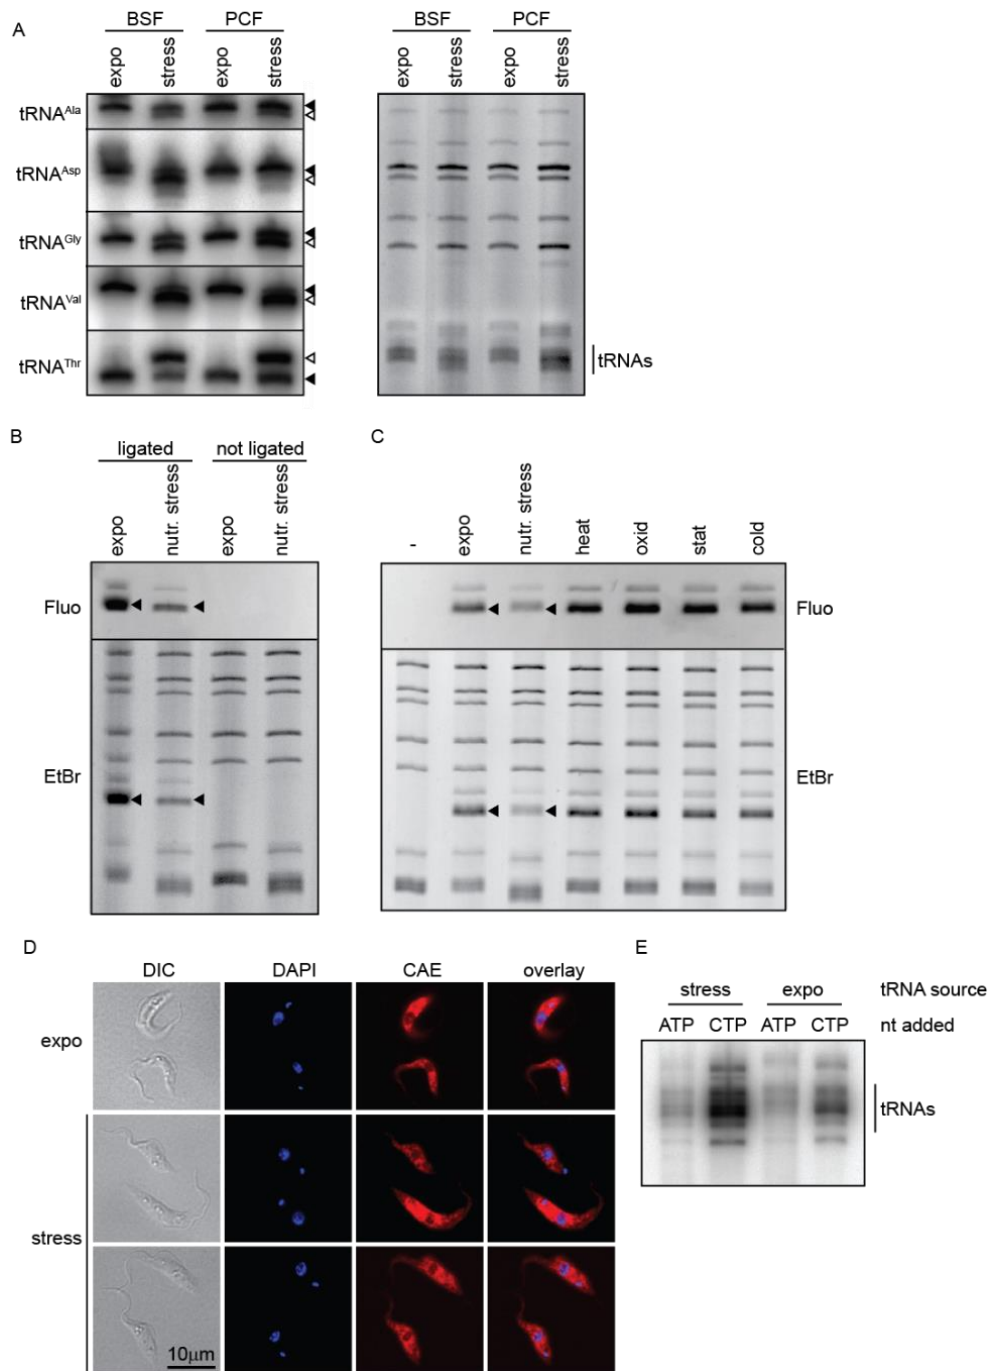 A
BSF PCF
expo stress expo stress
tRNAAla
tRNAAsp
tRNAGly
tRNAVal
tRNAThr
BSF PCF
expo stress expo stress
tRNAs
B
ligated not ligated
expo nutr. stress expo nutr. stress
Fluo
EtBr
C
- expo nutr. stress heat oxid stat cold
Fluo
EtBr
D
DIC DAPI CAE overlay
expo
stress
10μm
E
stress expo tRNA source
ATP CTP ATP CTP nt added
tRNAs